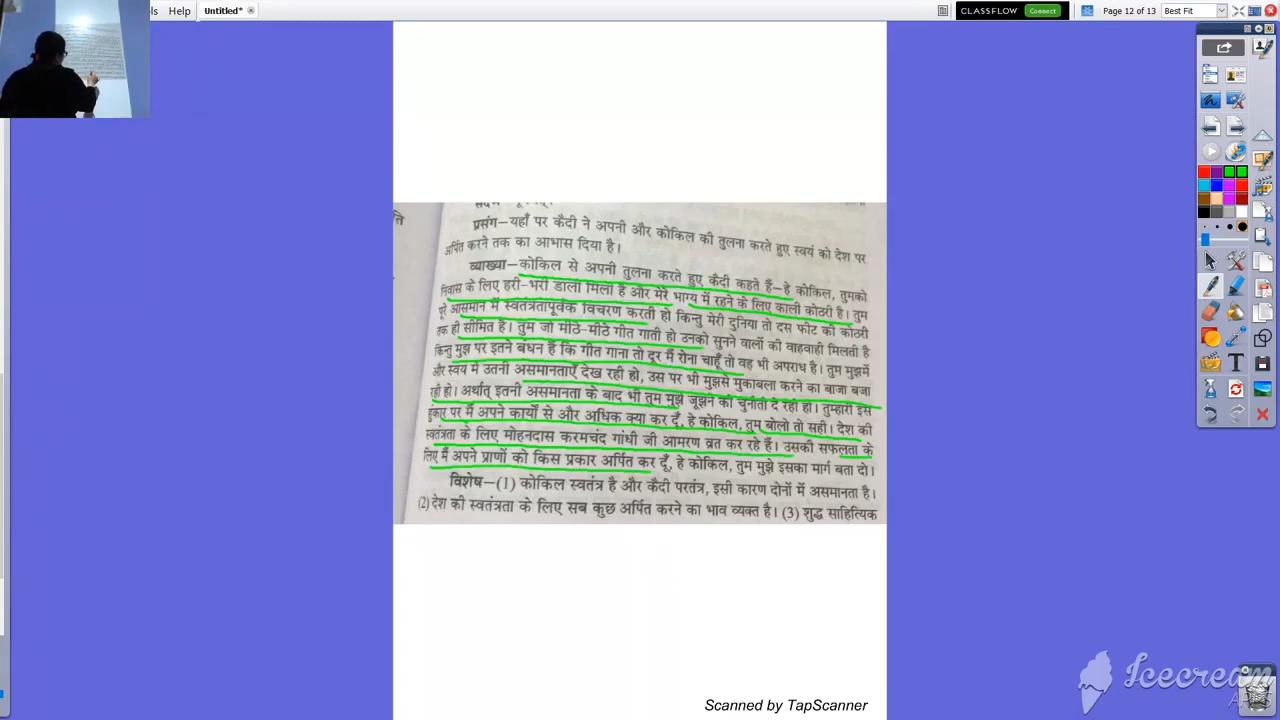 ls Help Untitled* CLASSFLOW Connect Page 12 of 13 Best Fit
ति
प्रसंग–यहाँ पर कैदी ने अपनी और कोकिल की तुलना करते हुए स्वयं को देश पर
अर्पित करने तक का आभास दिया है।
व्याख्या–कोकिल से अपनी तुलना करते हुए कैदी कहते हैं–हे कोकिल, तुमको
निवास के लिए हरी-भरी डाली मिली है और मेरे भाग्य में रहने के लिए काली कोठरी है। तुम
पूरे आसमान में स्वतंत्रतापूर्वक विचरण करती हो किन्तु मेरी दुनिया तो दस फीट की कोठरी
तक ही सीमित है। तुम जो मीठे-मीठे गीत गाती हो उनको सुनने वालों की वाहवाही मिलती है
किन्तु मुझ पर इतने बंधन हैं कि गीत गाना तो दूर मैं रोना चाहूँ तो वह भी अपराध है। तुम मुझमें
और स्वयं में उतनी असमानताएँ देख रही हो, उस पर भी मुझसे मुकाबला करने का बाजा बजा
रही हो। अर्थात् इतनी असमानता के बाद भी तुम मुझे जूझने की चुनौती दे रही हो। तुम्हारी इस
हुंकार पर मैं अपने कार्यों से और अधिक क्या कर दूँ, हे कोकिल, तुम बोलो तो सही। देश की
स्वतंत्रता के लिए मोहनदास करमचंद गांधी जी आमरण व्रत कर रहे हैं। उसकी सफलता के
लिए मैं अपने प्राणों को किस प्रकार अर्पित कर दूँ, हे कोकिल, तुम मुझे इसका मार्ग बता दो।
विशेष–(1) कोकिल स्वतंत्र है और कैदी परतंत्र, इसी कारण दोनों में असमानता है।
(2) देश की स्वतंत्रता के लिए सब कुछ अर्पित करने का भाव व्यक्त है। (3) शुद्ध साहित्यिक
Scanned by TapScanner
Icecream
APPS